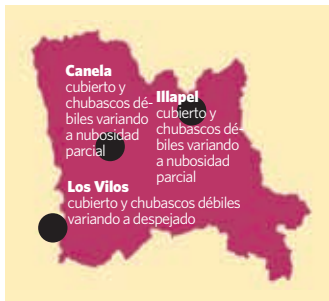 Canela
cubierto y
chubascos dé-
biles variando
a nubosidad
parcial
Illapel
cubierto y
chubascos dé-
biles variando
a nubosidad
parcial
Los Vilos
cubierto y chubascos débiles
variando a despejado